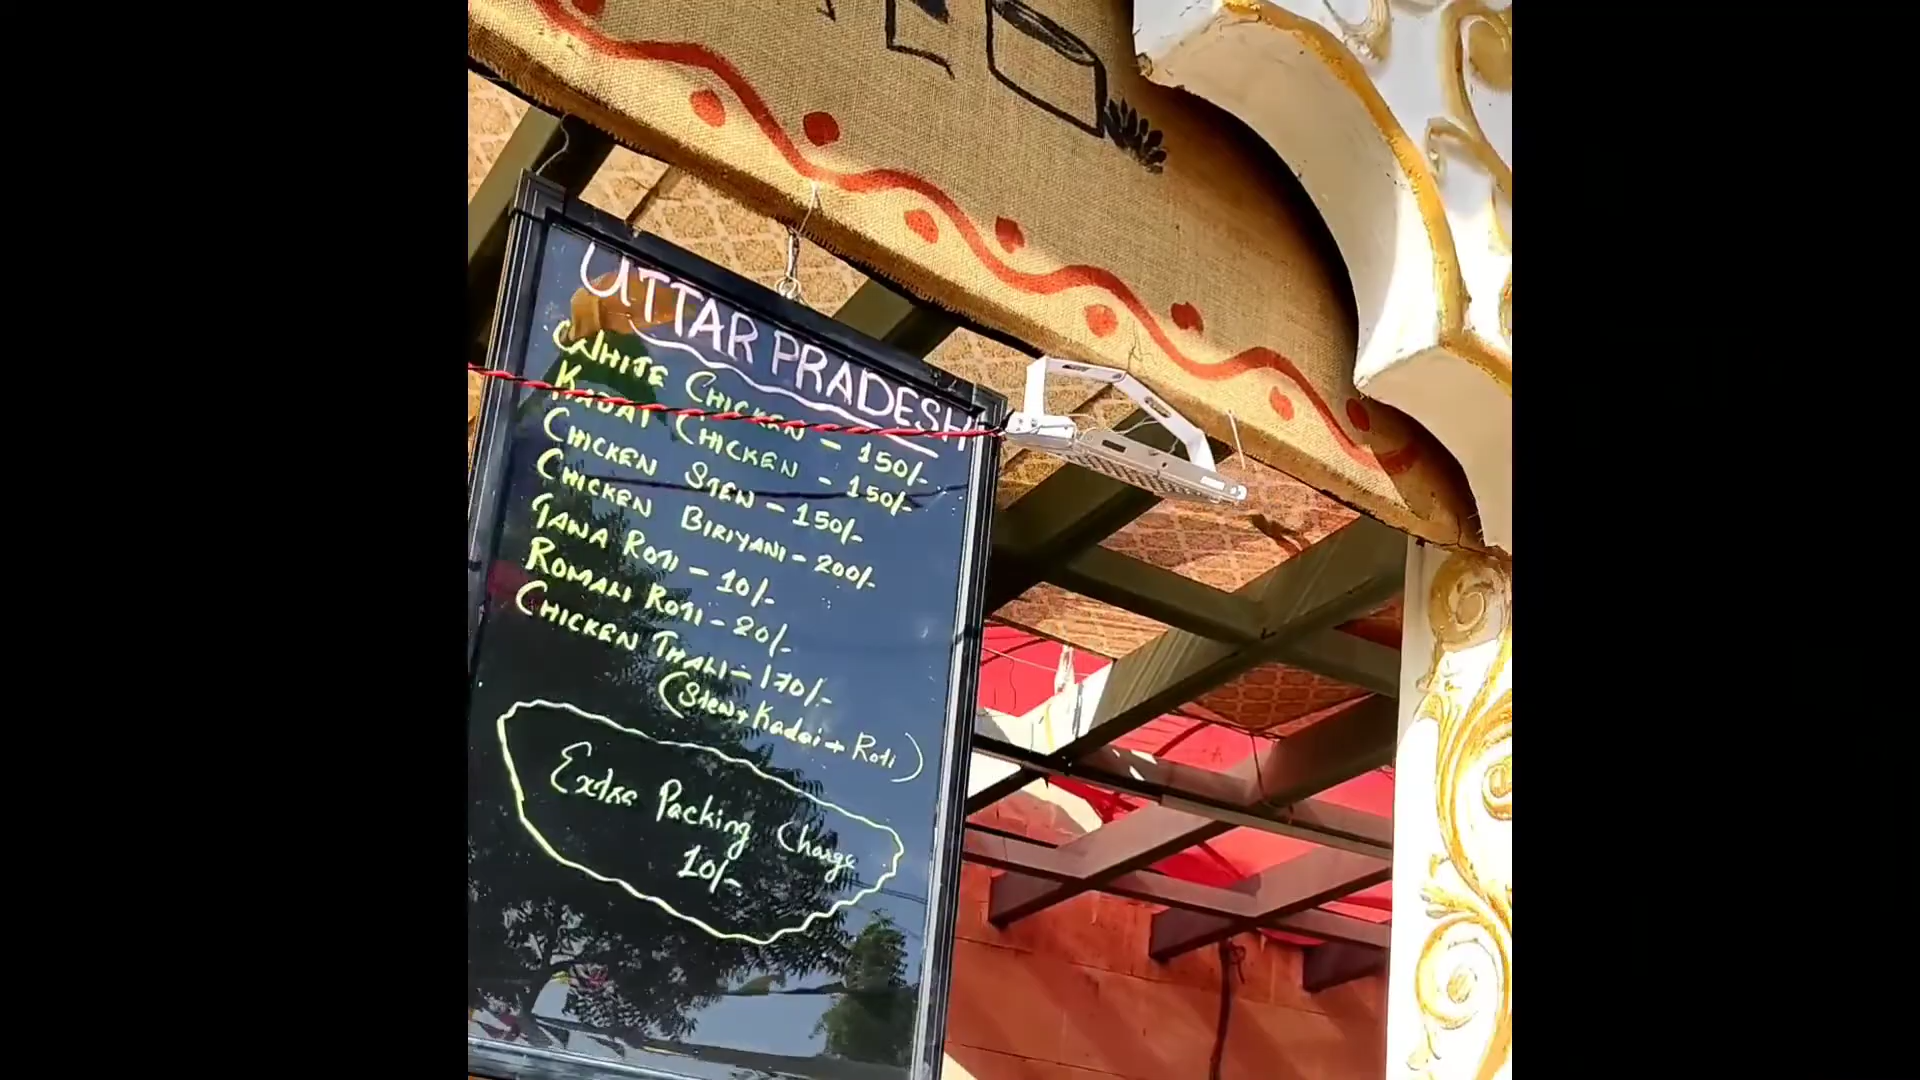 UTTAR PRADESH
WHITE CHICKEN - 150/-
KADAI CHICKEN - 150/-
CHICKEN STEW - 150/-
CHICKEN BIRIYANI - 200/-
TAWA ROTI - 10/-
ROMALI ROTI - 20/-
CHICKEN THALI - 170/-
(Stew + Kadai + Roti)
Extra Packing Charge
10/-